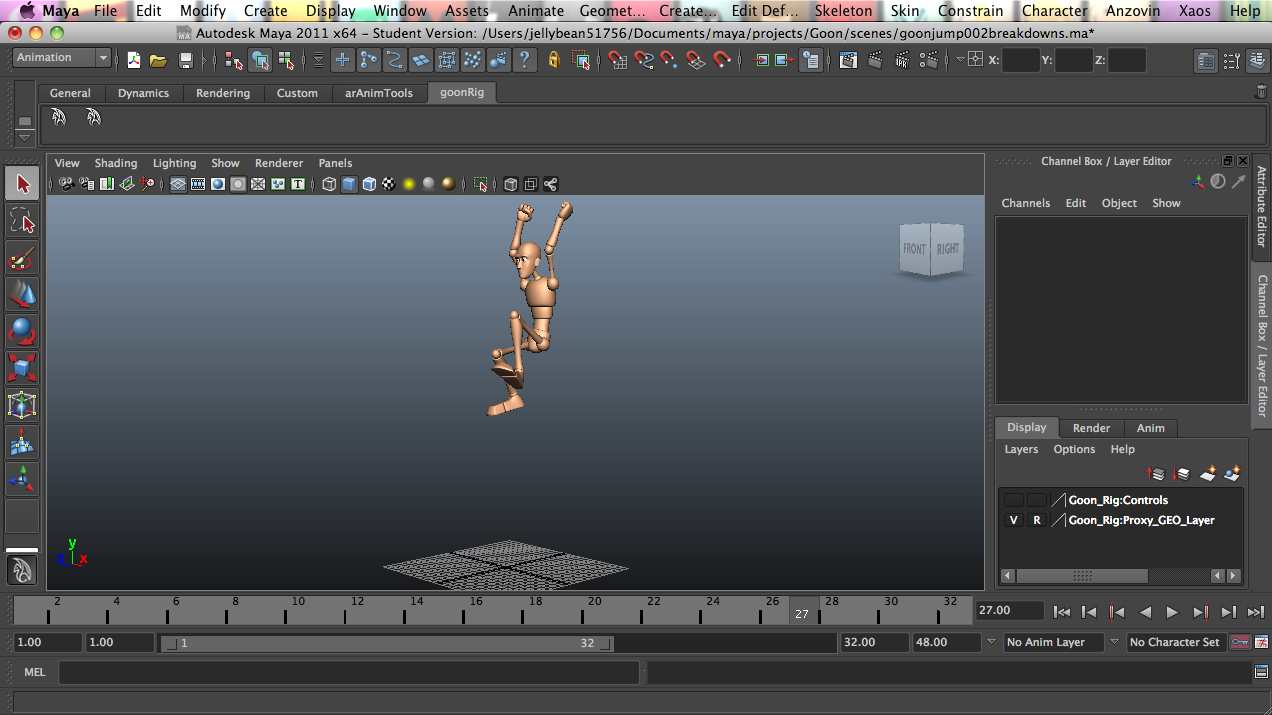 Maya File Edit Modify Create Display Window Assets Animate Geomet... Create... Edit Def... Skeleton Skin Constrain Character Anzovin Xaos Help
Autodesk Maya 2011 x64 – Student Version: /Users/jellybean51756/Documents/maya/projects/Goon/scenes/goonjump002breakdowns.ma*
Animation X: Y: Z:
General Dynamics Rendering Custom arAnimTools goonRig
View Shading Lighting Show Renderer Panels
Channel Box / Layer Editor
Channels Edit Object Show
Attribute Editor
Channel Box / Layer Editor
FRONT RIGHT
Display Render Anim
Layers Options Help
Goon_Rig:Controls
V R Goon_Rig:Proxy_GEO_Layer
y
z x
2 4 6 8 10 12 14 16 18 20 22 24 26 27 28 30 32 27.00
1.00 1.00 1 32 32.00 48.00 No Anim Layer No Character Set
MEL